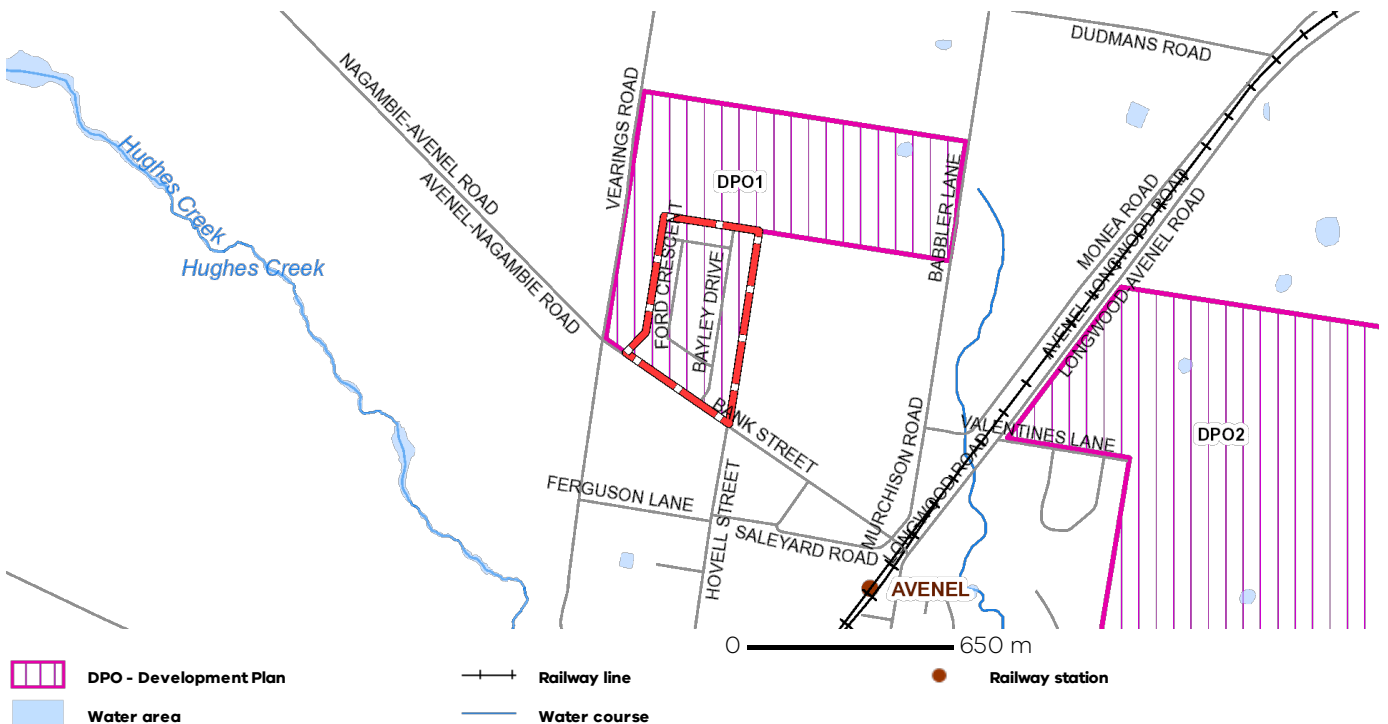 DUDMANS ROAD
NAGAMBIE-AVENEL ROAD
VEARINGS ROAD
Hughes Creek
DPO1
BABBLER LANE
MONEA ROAD
AVENEL LONGWOOD ROAD
LONGWOOD-AVENEL ROAD
AVENEL-NAGAMBIE ROAD
FORD CRESCENT
BAYLEY DRIVE
Hughes Creek
BANK STREET
VALENTINES LANE
DPO2
MURCHISON ROAD
LONGWOOD ROAD
FERGUSON LANE
HOVELL STREET
SALEYARD ROAD
AVENEL
0 650 m
DPO - Development Plan
Railway line
Railway station
Water area
Water course